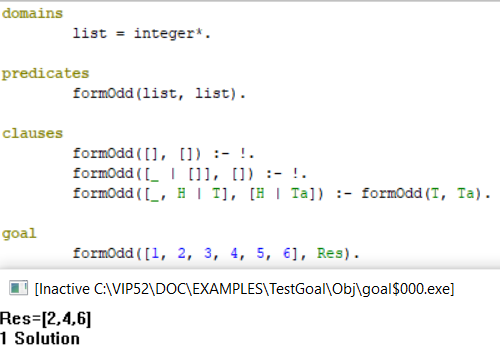 domains
list = integer*.
predicates
formOdd(list, list).
clauses
formOdd([], []) :- !.
formOdd([_ | []], []) :- !.
formOdd([_, H | T], [H | Ta]) :- formOdd(T, Ta).
goal
formOdd([1, 2, 3, 4, 5, 6], Res).
[Inactive C:\VIP52\DOC\EXAMPLES\TestGoal\Obj\goal$000.exe]
Res=[2,4,6]
1 Solution